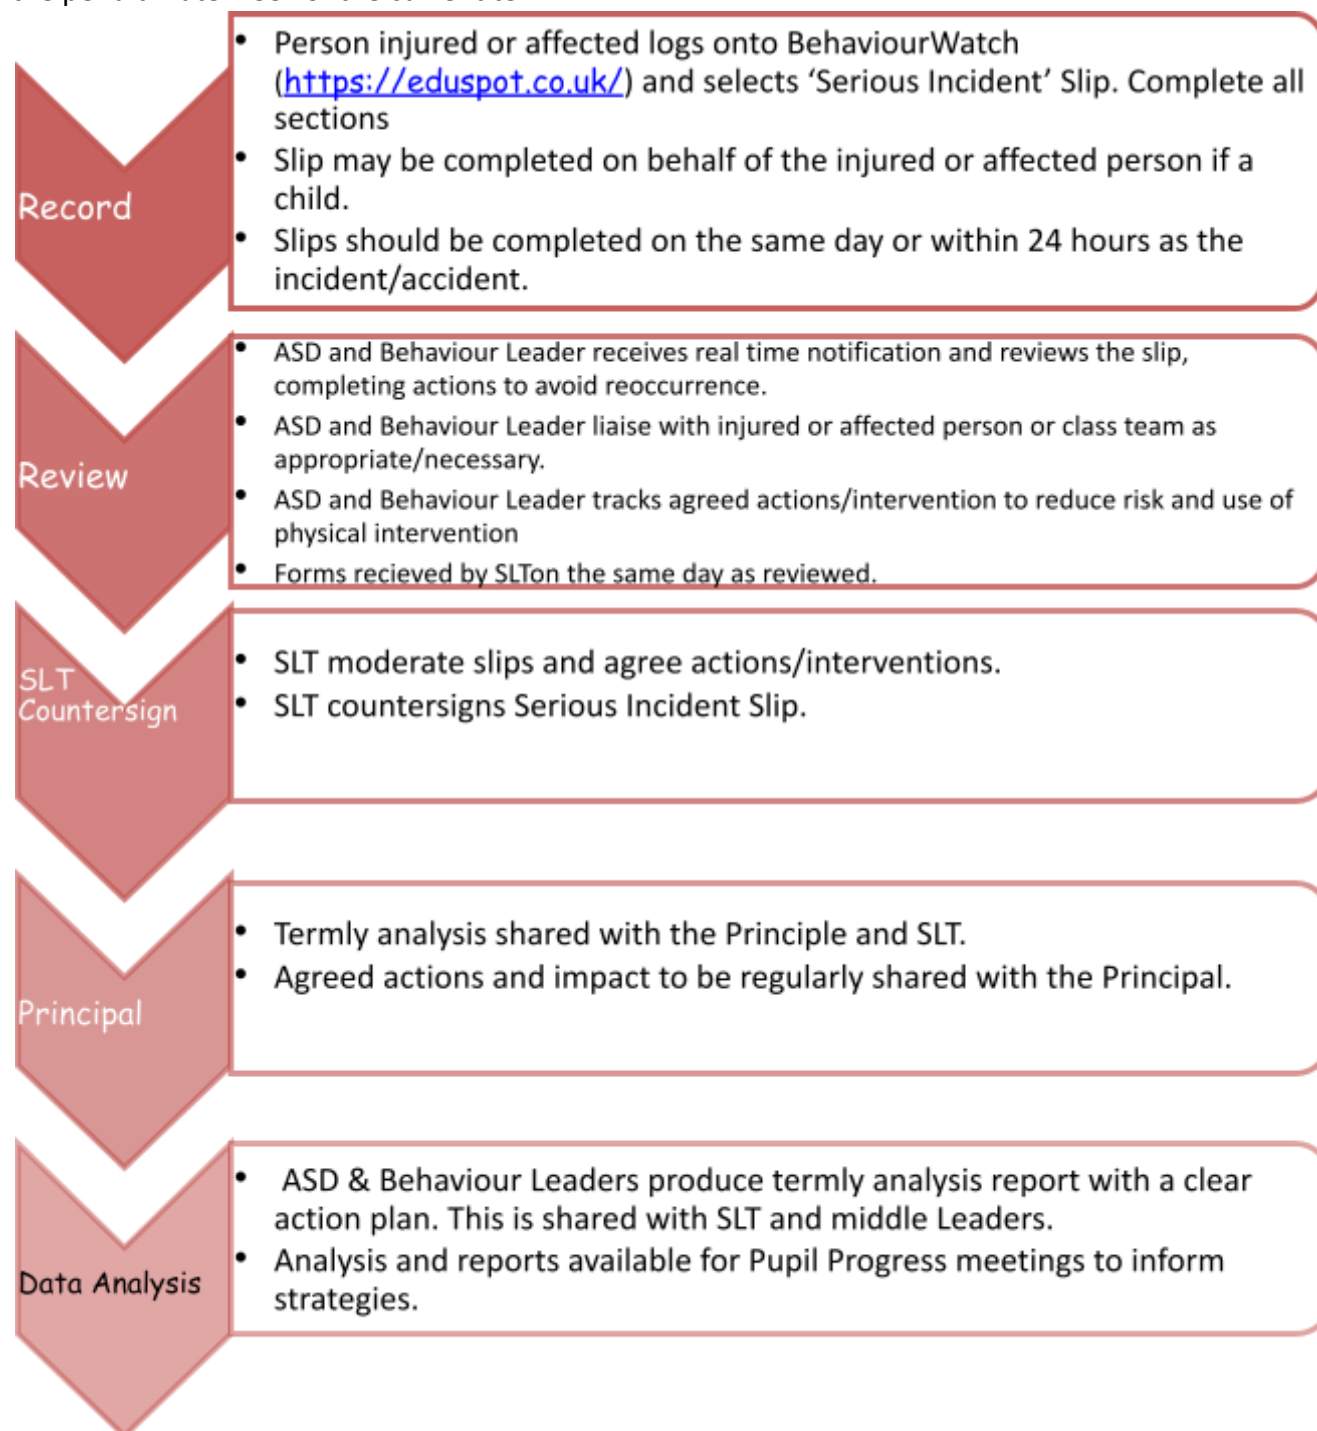 Record
• Person injured or affected logs onto BehaviourWatch
(https://eduspot.co.uk/) and selects ‘Serious Incident’ Slip. Complete all
sections
• Slip may be completed on behalf of the injured or affected person if a
child.
• Slips should be completed on the same day or within 24 hours as the
incident/accident.
Review
• ASD and Behaviour Leader receives real time notification and reviews the slip,
completing actions to avoid reoccurrence.
• ASD and Behaviour Leader liaise with injured or affected person or class team as
appropriate/necessary.
• ASD and Behaviour Leader tracks agreed actions/intervention to reduce risk and use of
physical intervention
• Forms recieved by SLTon the same day as reviewed.
SLT
Countersign
• SLT moderate slips and agree actions/interventions.
• SLT countersigns Serious Incident Slip.
Principal
• Termly analysis shared with the Principle and SLT.
• Agreed actions and impact to be regularly shared with the Principal.
Data Analysis
• ASD & Behaviour Leaders produce termly analysis report with a clear
action plan. This is shared with SLT and middle Leaders.
• Analysis and reports available for Pupil Progress meetings to inform
strategies.